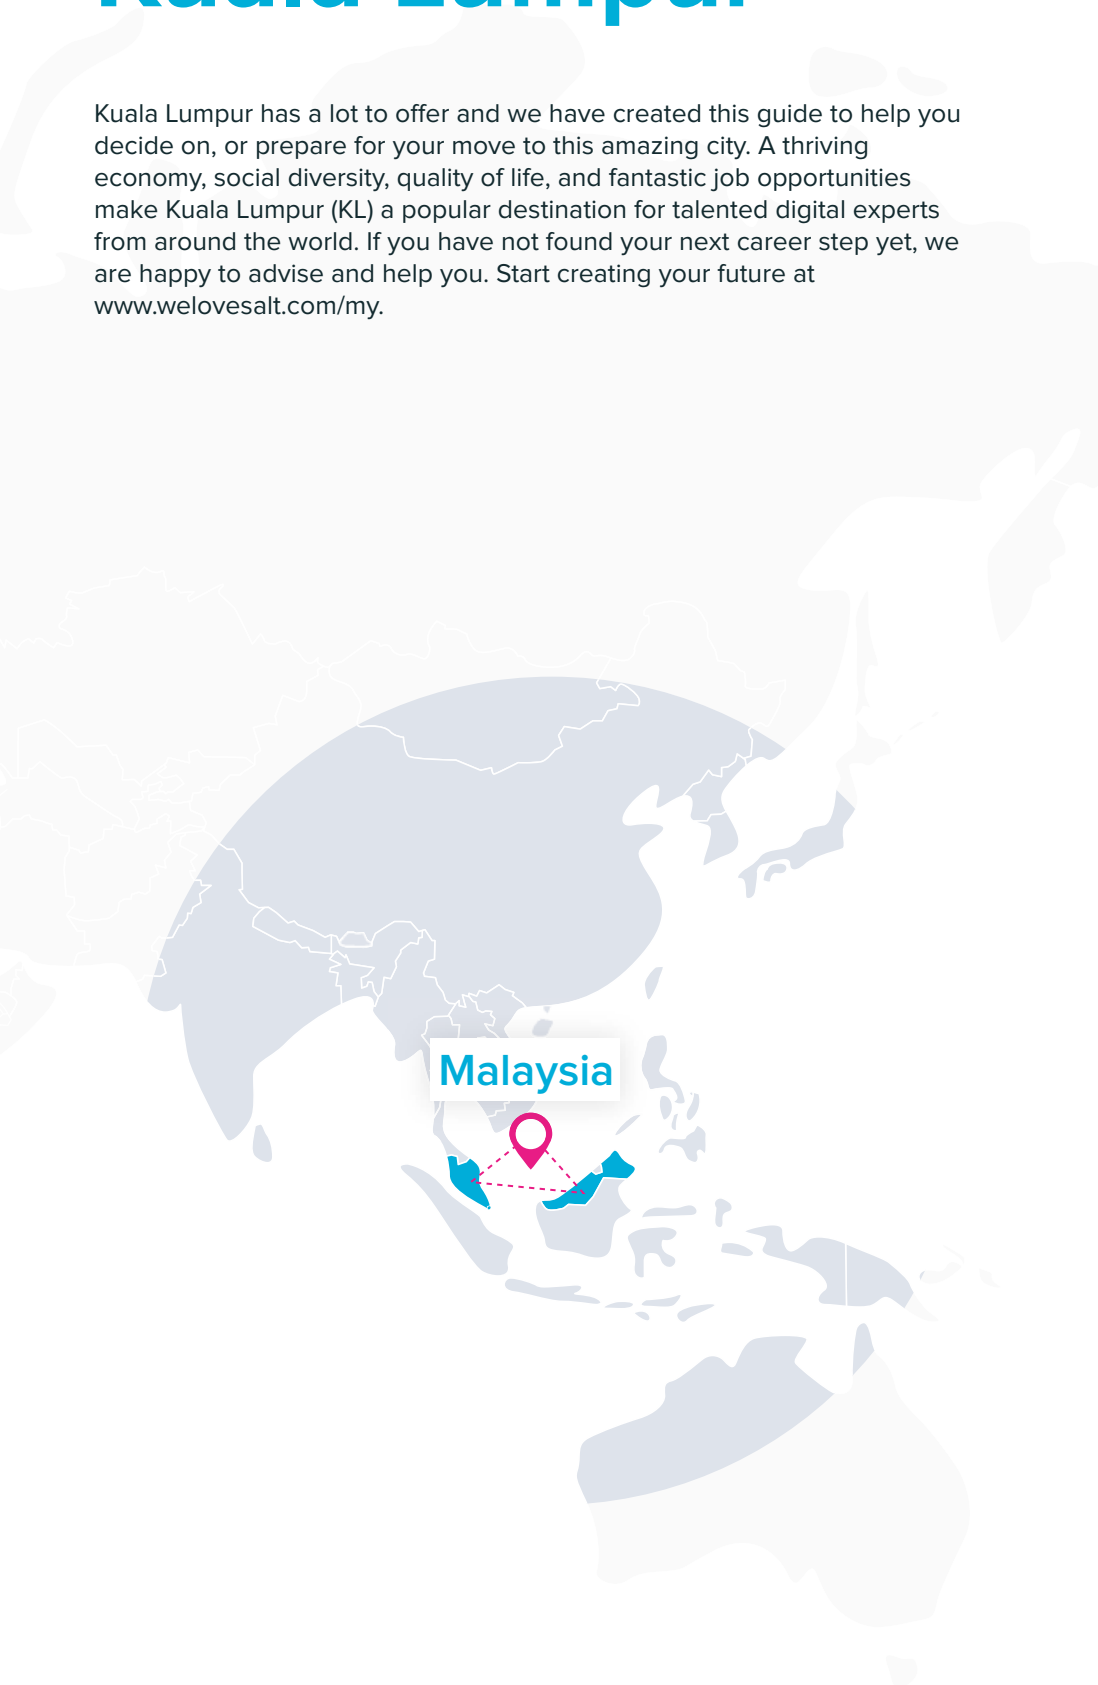 Kuala Lumpur
Kuala Lumpur has a lot to offer and we have created this guide to help you
decide on, or prepare for your move to this amazing city. A thriving
economy, social diversity, quality of life, and fantastic job opportunities
make Kuala Lumpur (KL) a popular destination for talented digital experts
from around the world. If you have not found your next career step yet, we
are happy to advise and help you. Start creating your future at
www.welovesalt.com/my.
Malaysia